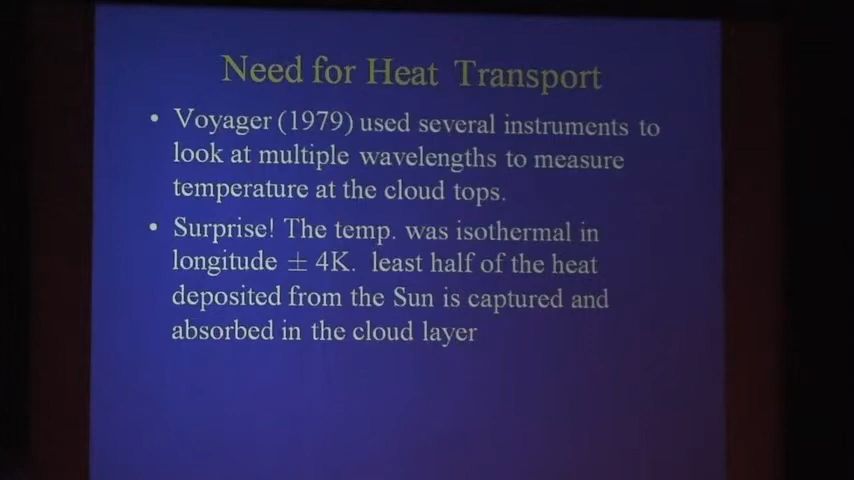 Need for Heat Transport
• Voyager (1979) used several instruments to
look at multiple wavelengths to measure
temperature at the cloud tops.
• Surprise! The temp. was isothermal in
longitude ± 4K. least half of the heat
deposited from the Sun is captured and
absorbed in the cloud layer